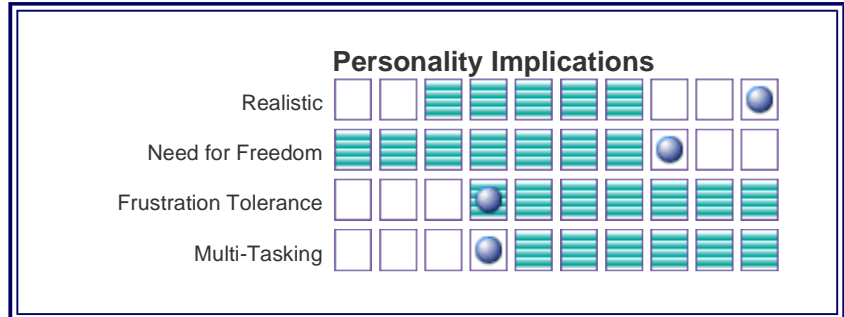 Personality Implications
Realistic
Need for Freedom
Frustration Tolerance
Multi-Tasking